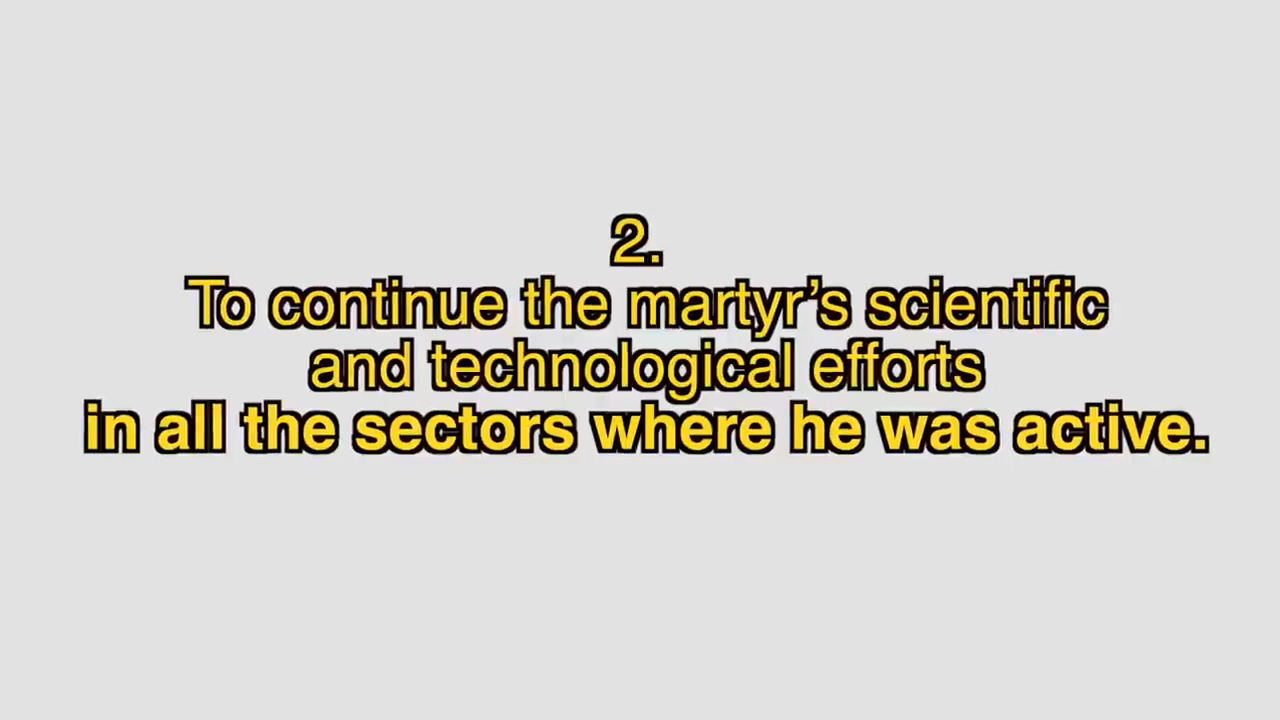 2.
To continue the martyr’s scientific
and technological efforts
in all the sectors where he was active.